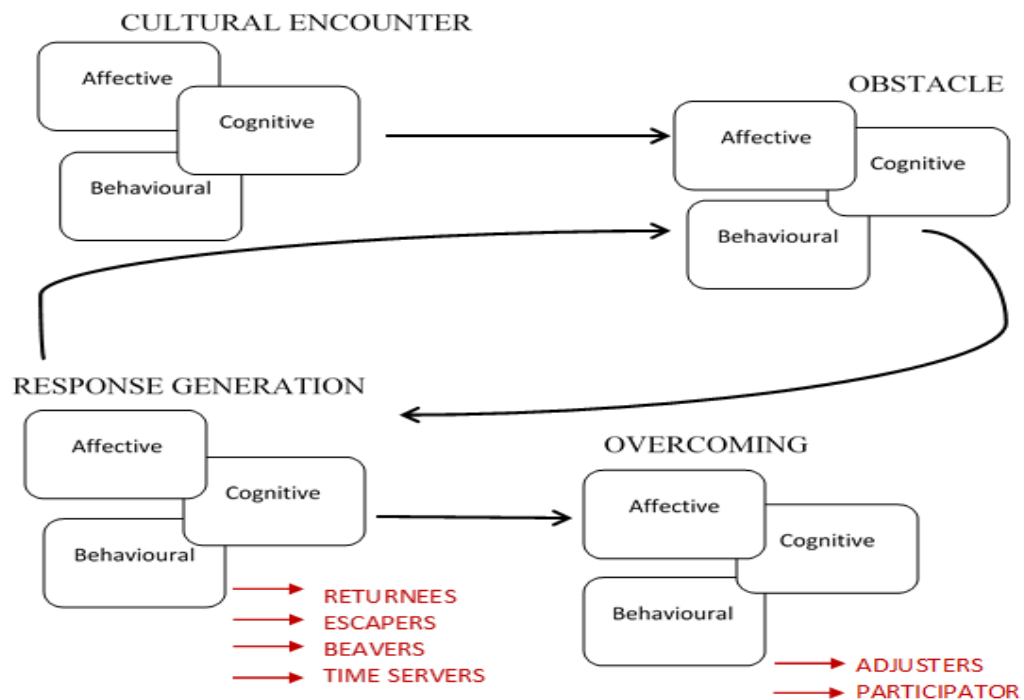 CULTURAL ENCOUNTER
Affective
Cognitive
Behavioural
OBSTACLE
Affective
Cognitive
Behavioural
RESPONSE GENERATION
Affective
Cognitive
Behavioural
RETURNEES
ESCAPERS
BEAVERS
TIME SERVERS
OVERCOMING
Affective
Cognitive
Behavioural
ADJUSTERS
PARTICIPATOR